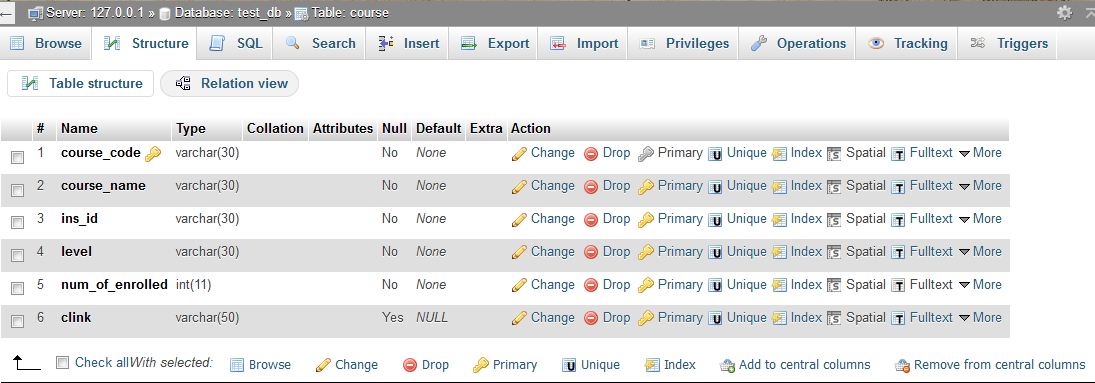 Server: 127.0.0.1 » Database: test_db » Table: course
Browse Structure SQL Search Insert Export Import Privileges Operations Tracking Triggers
Table structure Relation view
# Name Type Collation Attributes Null Default Extra Action
1 course_code varchar(30) No None Change Drop Primary Unique Index Spatial Fulltext More
2 course_name varchar(30) No None Change Drop Primary Unique Index Spatial Fulltext More
3 ins_id varchar(30) No None Change Drop Primary Unique Index Spatial Fulltext More
4 level varchar(30) No None Change Drop Primary Unique Index Spatial Fulltext More
5 num_of_enrolled int(11) No None Change Drop Primary Unique Index Spatial Fulltext More
6 clink varchar(50) Yes NULL Change Drop Primary Unique Index Spatial Fulltext More
Check all With selected: Browse Change Drop Primary Unique Index Add to central columns Remove from central columns